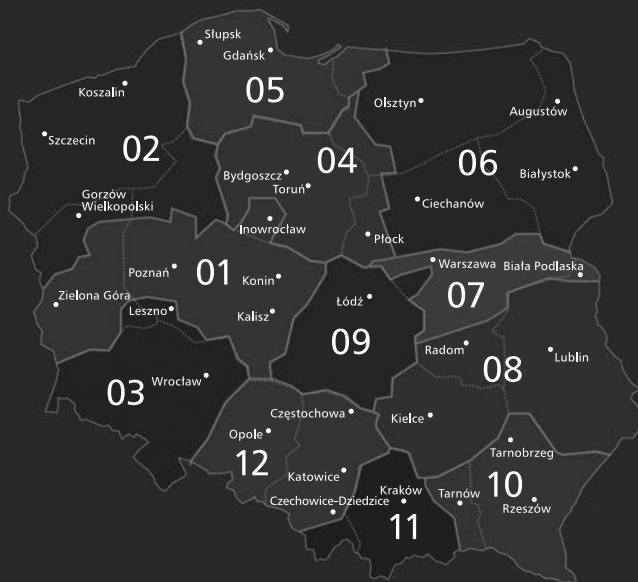 Słupsk
Gdańsk
05
Koszalin
Olsztyn
Augustów
Szczecin
02
04
06
Bydgoszcz
Toruń
Białystok
Gorzów
Wielkopolski
Ciechanów
Inowrocław
Płock
Poznań
01
Konin
Warszawa
Biała Podlaska
Zielona Góra
Leszno
Kalisz
Łódź
07
09
Radom
08
Lublin
03
Wrocław
Częstochowa
Kielce
Opole
12
Tarnobrzeg
Katowice
Czechowice-Dziedzice
Kraków
Tarnów
10
Rzeszów
11